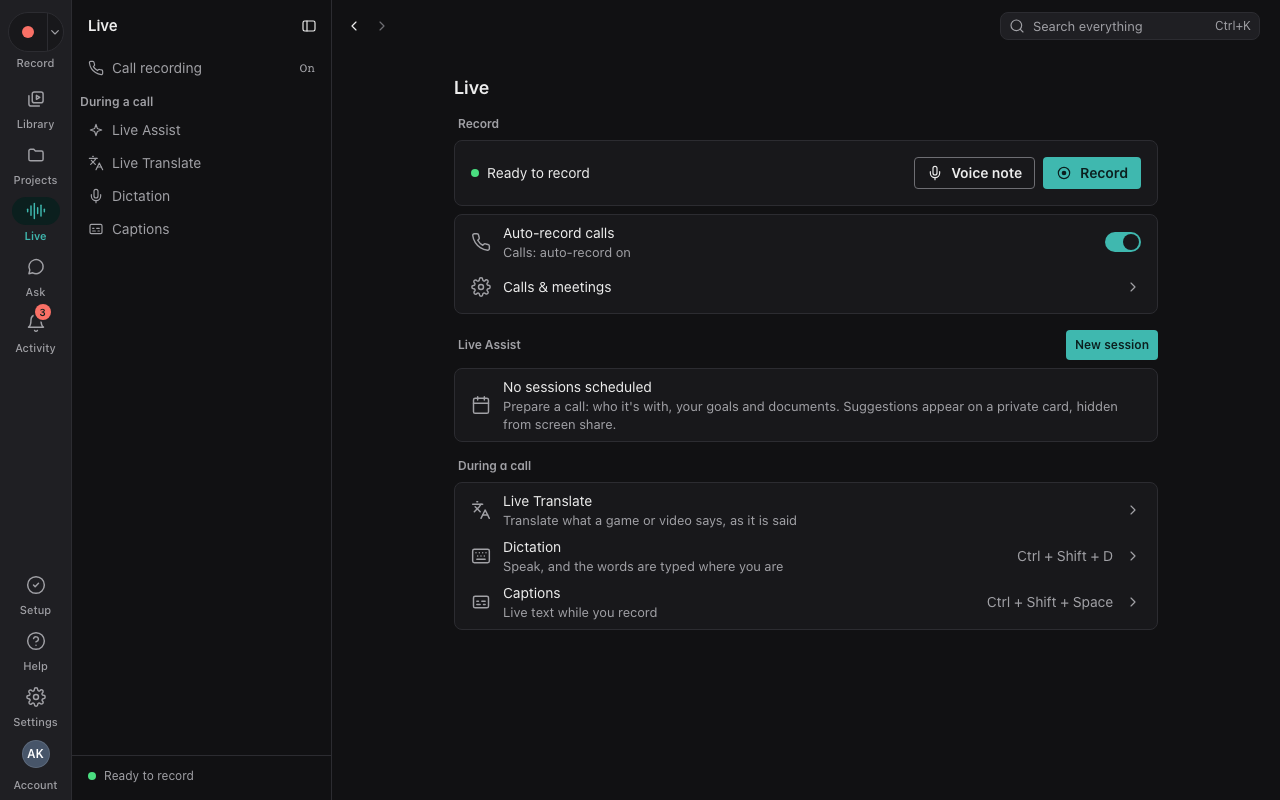 Record
Library
Projects
Live
Ask
3
Activity
Setup
Help
Settings
AK
Account
Live
Call recording
On
During a call
Live Assist
Live Translate
Dictation
Captions
Ready to record
Search everything
Ctrl+K
Live
Record
Ready to record
Voice note
Record
Auto-record calls
Calls: auto-record on
Calls & meetings
Live Assist
New session
No sessions scheduled
Prepare a call: who it's with, your goals and documents. Suggestions appear on a private card, hidden
from screen share.
During a call
Live Translate
Translate what a game or video says, as it is said
Dictation
Speak, and the words are typed where you are
Ctrl + Shift + D
Captions
Live text while you record
Ctrl + Shift + Space